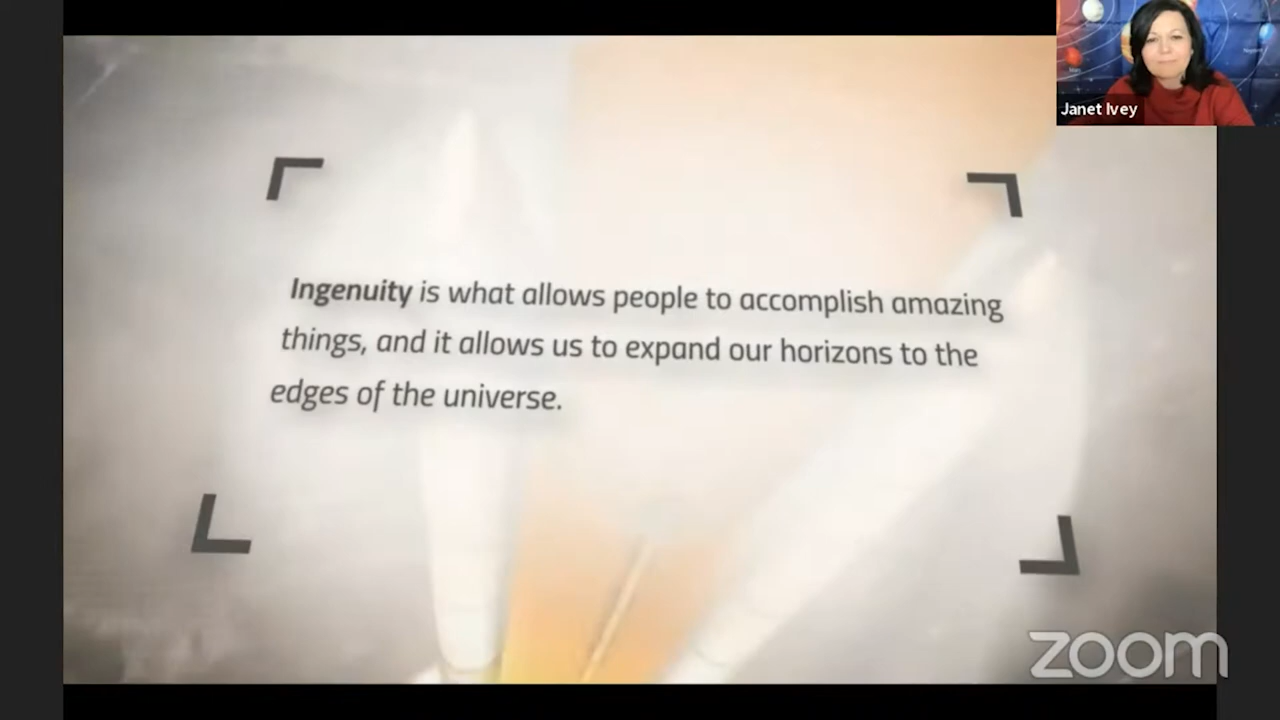 Janet Ivey
Ingenuity is what allows people to accomplish amazing
things, and it allows us to expand our horizons to the
edges of the universe.
zoom